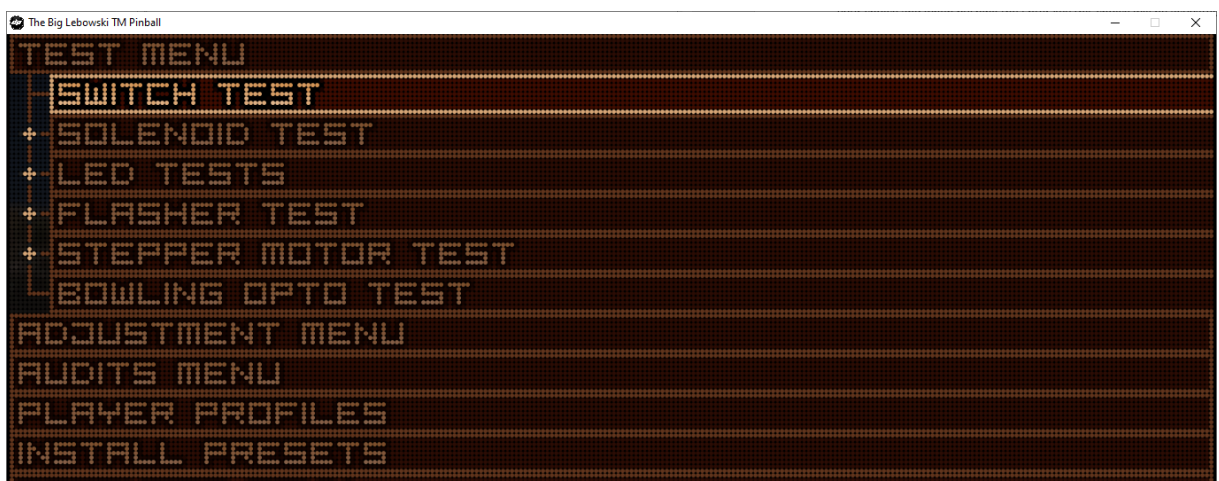 The Big Lebowski TM Pinball
TEST MENU
SWITCH TEST
SOLENOID TEST
LED TESTS
FLASHER TEST
STEPPER MOTOR TEST
BOWLING OPTO TEST
ADJUSTMENT MENU
AUDITS MENU
PLAYER PROFILES
INSTALL PRESETS